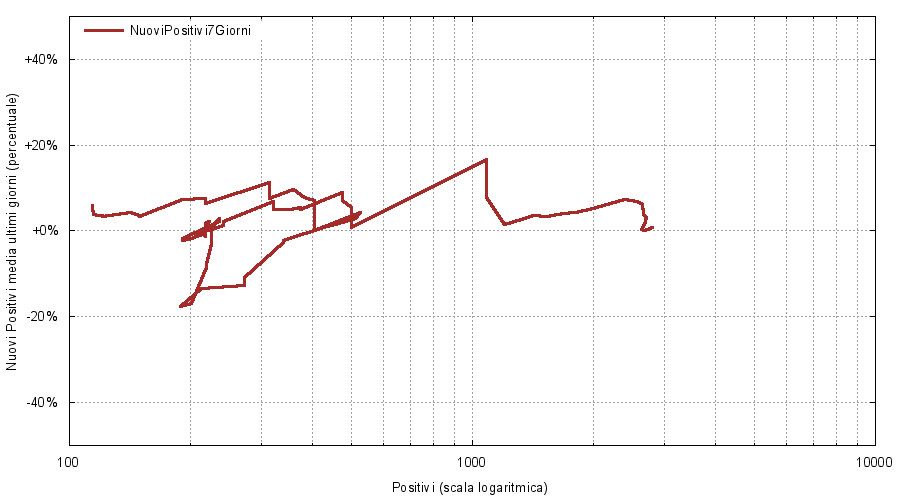 NuoviPositivi7Giorni
+40%
+20%
+0%
-20%
-40%
Nuovi Positivi media ultimi giorni (percentuale)
100
1000
10000
Positivi (scala logaritmica)